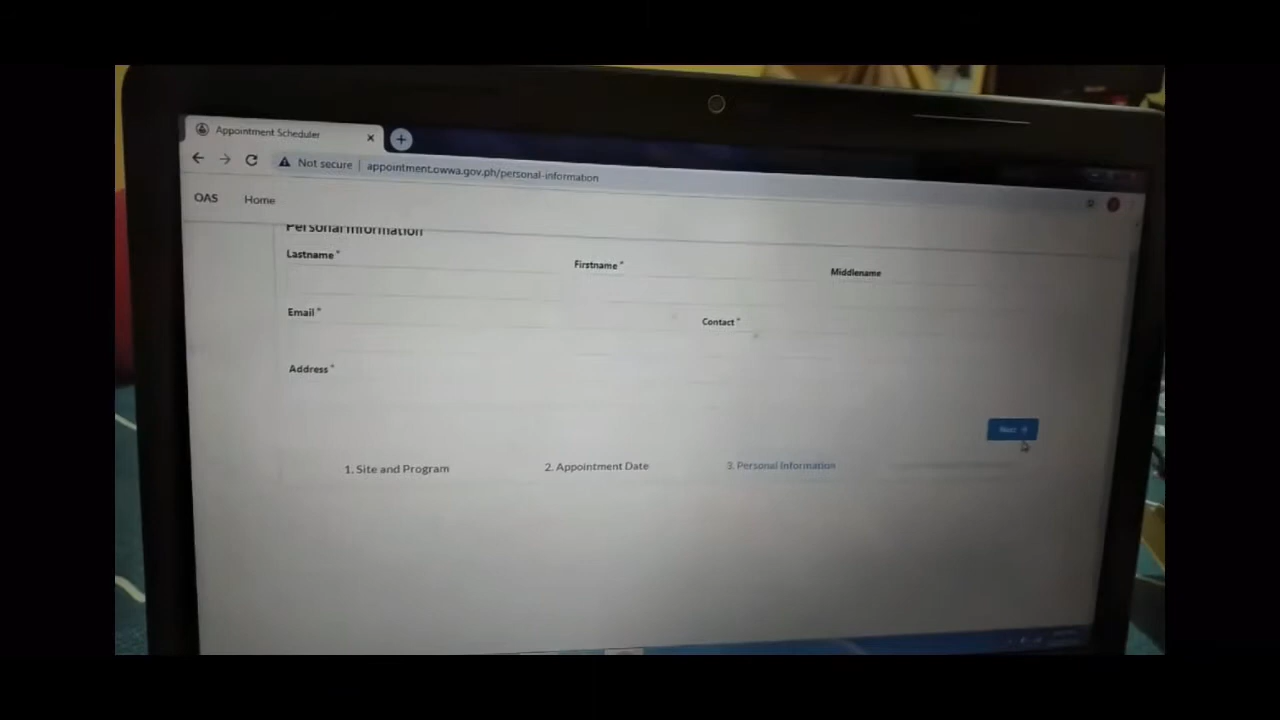 Appointment Scheduler
Not secure | appointment.owwa.gov.ph/personal-information
OAS Home
Personal Information
Lastname * Firstname * Middlename
Email * Contact *
Address *
Next
1. Site and Program 2. Appointment Date 3. Personal Information